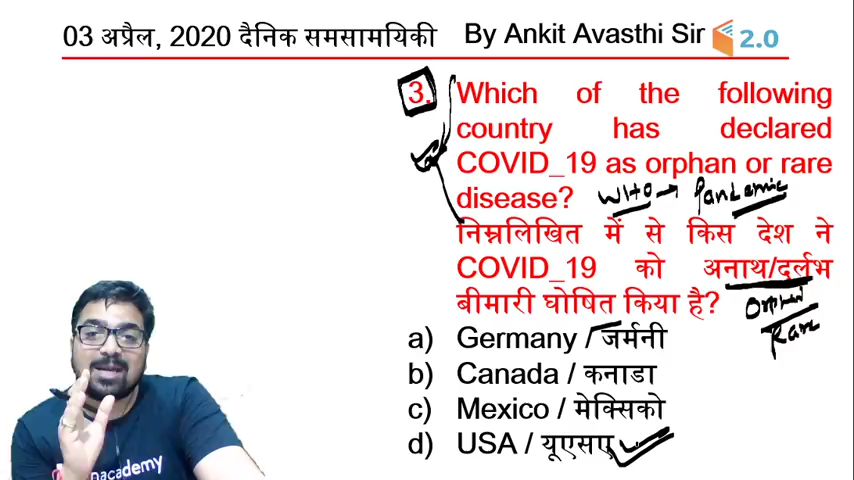 03 अप्रैल, 2020 दैनिक समसामयिकी By Ankit Avasthi Sir 2.0
3. Which of the following
country has declared
COVID_19 as orphan or rare
disease? WHO → Pandemic
निम्नलिखित में से किस देश ने
COVID_19 को अनाथ/दुर्लभ
बीमारी घोषित किया है? Orphan
Rare
a) Germany / जर्मनी
b) Canada / कनाडा
c) Mexico / मेक्सिको
d) USA / यूएसए
nacademy